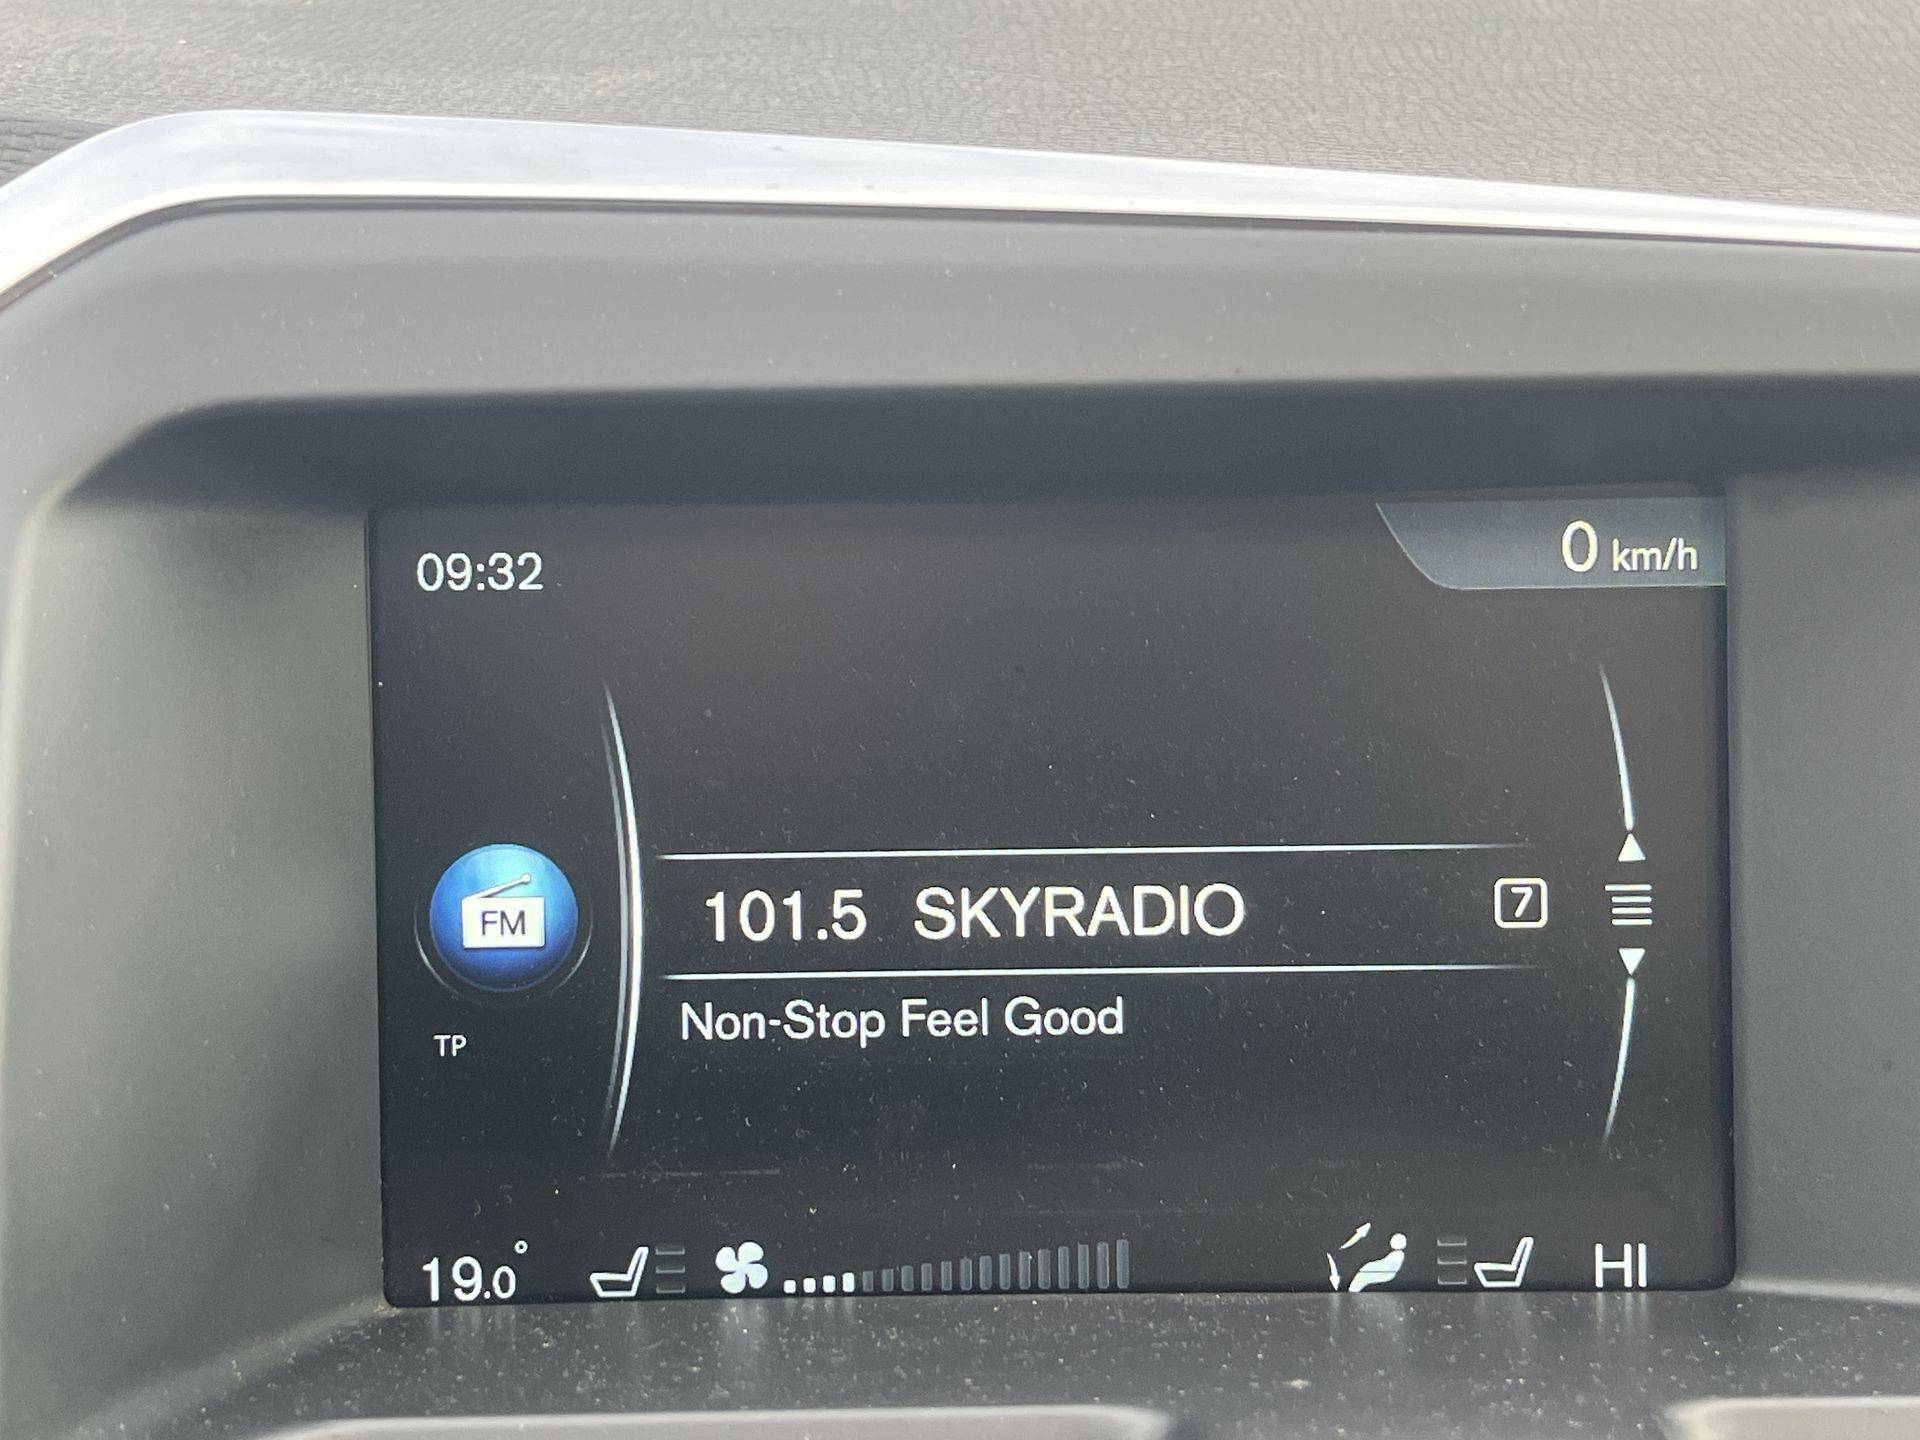 09:32
0 km/h
FM
101.5 SKYRADIO 7
Non-Stop Feel Good
TP
19.0° HI